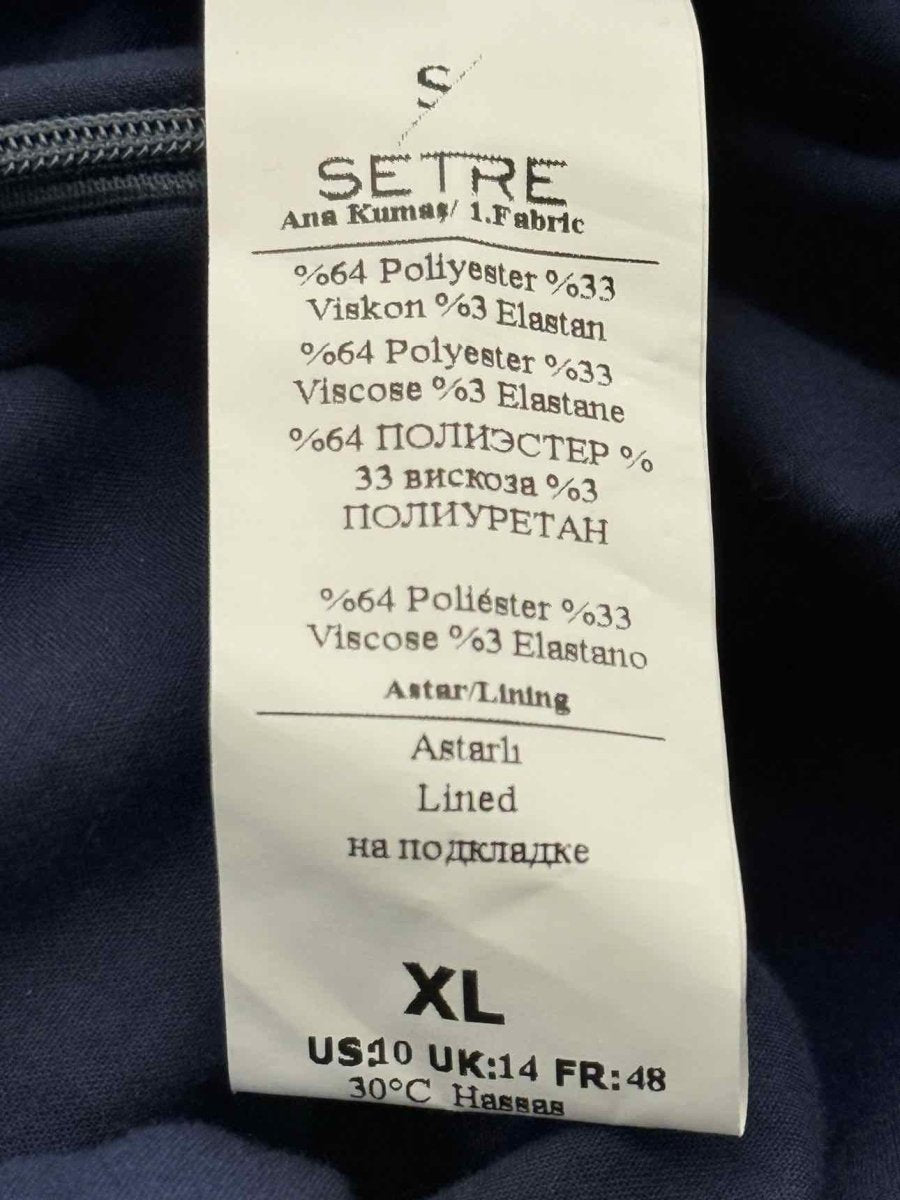 S
SETRE
Ana Kumaş/ 1.Fabric
%64 Poliyester %33
Viskon %3 Elastan
%64 Polyester %33
Viscose %3 Elastane
%64 ПОЛИЭСТЕР %
33 вискоза %3
ПОЛИУРЕТАН
%64 Poliéster %33
Viscose %3 Elastano
Astar/Lining
Astarlı
Lined
на подкладке
XL
US:10 UK:14 FR:48
30°C Hassas